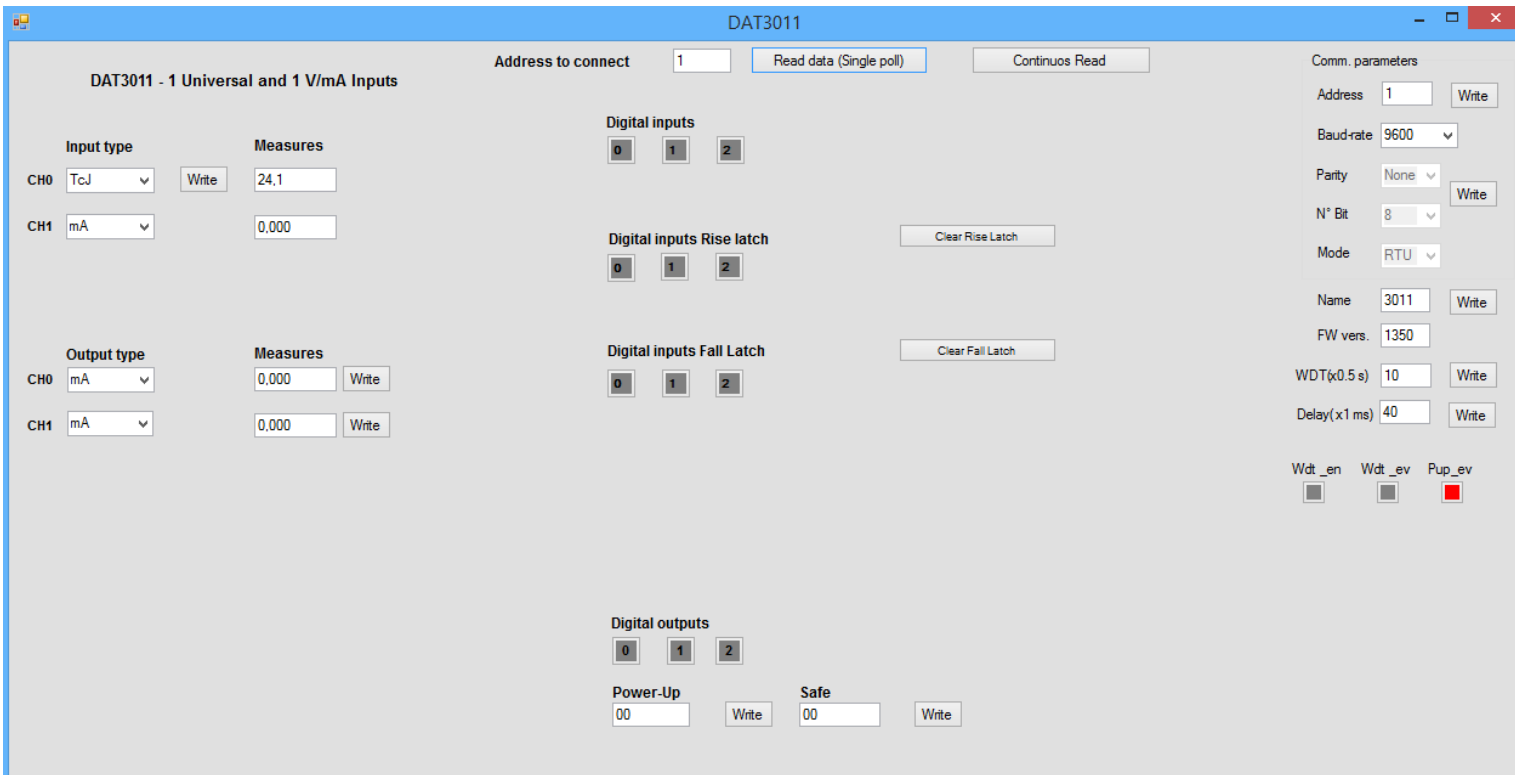 DAT3011
Address to connect 1 Read data (Single poll) Continuos Read
DAT3011 - 1 Universal and 1 V/mA Inputs
Input type Measures
CH0 TcJ Write 24,1
CH1 mA 0,000
Output type Measures
CH0 mA 0,000 Write
CH1 mA 0,000 Write
Digital inputs
0 1 2
Digital inputs Rise latch Clear Rise Latch
0 1 2
Digital inputs Fall Latch Clear Fall Latch
0 1 2
Digital outputs
0 1 2
Power-Up Safe
00 Write 00 Write
Comm. parameters
Address 1 Write
Baud-rate 9600
Parity None
Write
N° Bit 8
Mode RTU
Name 3011 Write
FW vers. 1350
WDT(x0.5 s) 10 Write
Delay(x1 ms) 40 Write
Wdt _en Wdt _ev Pup_ev